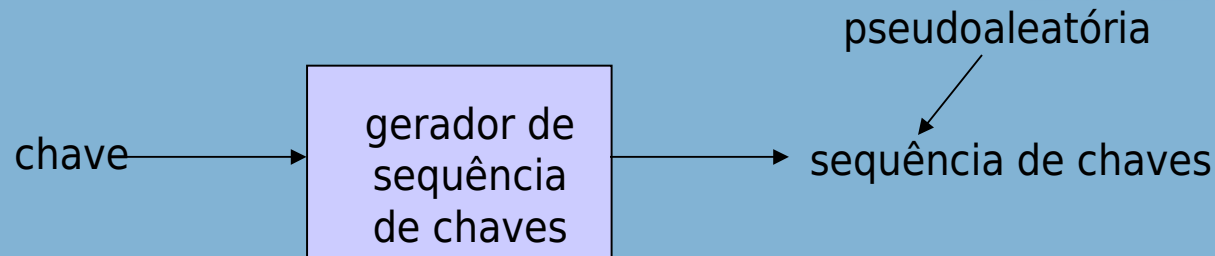 pseudoaleatória
chave
gerador de
sequência
de chaves
sequência de chaves